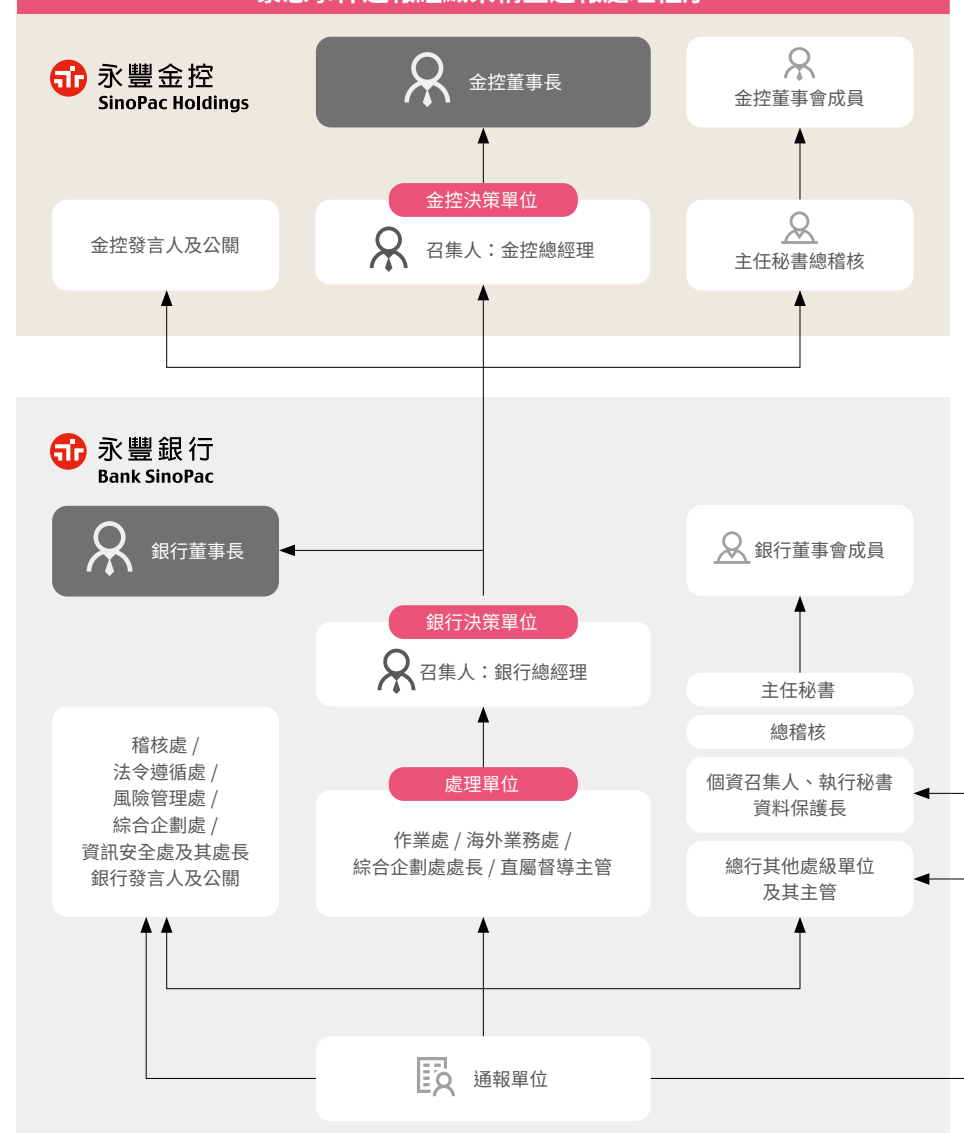 永豐金控
SinoPac Holdings
金控董事長
金控董事會成員
金控發言人及公關
金控決策單位
召集人：金控總經理
主任秘書總稽核
永豐銀行
Bank SinoPac
銀行董事長
銀行董事會成員
銀行決策單位
召集人：銀行總經理
主任秘書
總稽核
稽核處 /
法令遵循處 /
風險管理處 /
綜合企劃處 /
資訊安全處及其處長
銀行發言人及公關
處理單位
作業處 / 海外業務處 /
綜合企劃處處長 / 直屬督導主管
個資召集人、執行秘書
資料保護長
總行其他處級單位
及其主管
通報單位